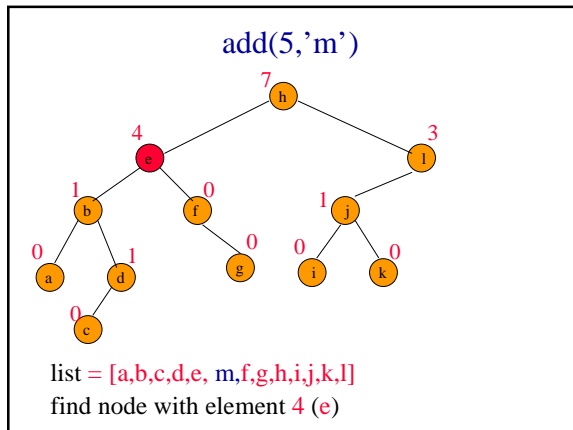 add(5,'m')
7
h
4
3
e
l
1
0
1
b
f
j
0
1
0
0
0
a
d
g
i
k
0
c
list = [a,b,c,d,e, m,f,g,h,i,j,k,l]
find node with element 4 (e)